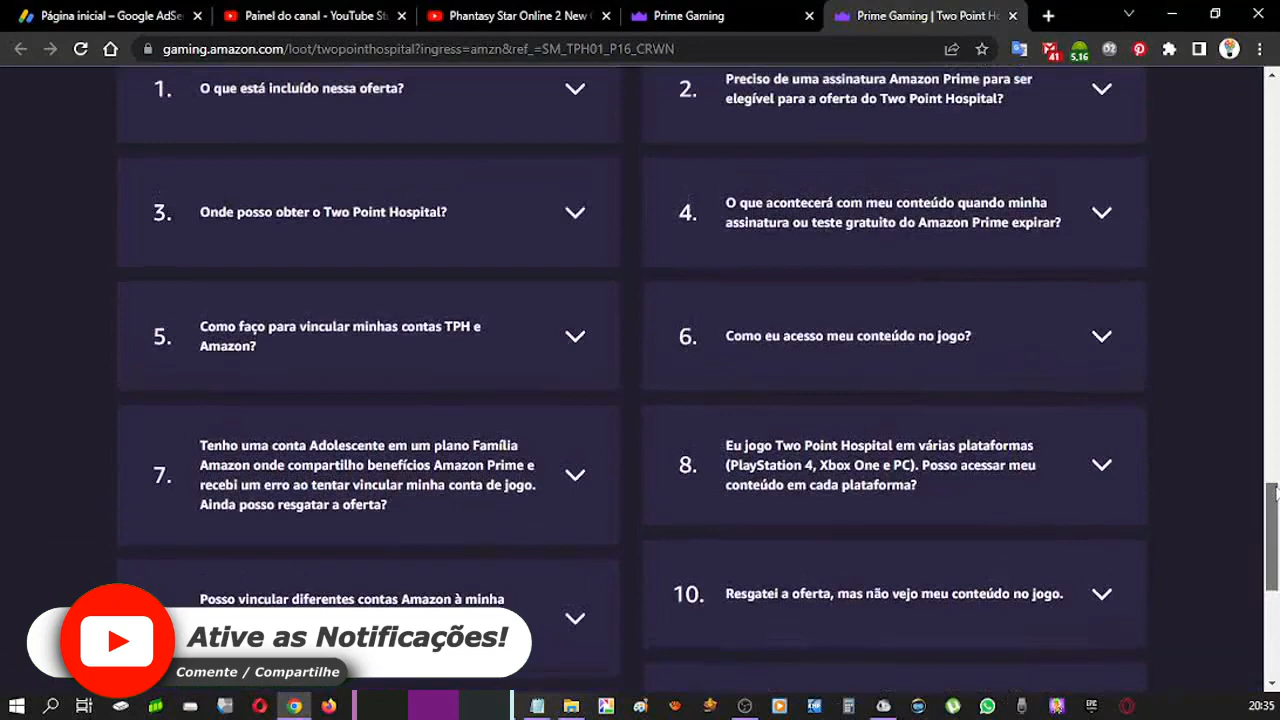 Página inicial – Google AdSe
Painel do canal - YouTube St
Phantasy Star Online 2 New G
Prime Gaming
Prime Gaming | Two Point Ho
gaming.amazon.com/loot/twopointhospital?ingress=amzn&ref_=SM_TPH01_P16_CRWN
41
5,16
1. O que está incluído nessa oferta?
2. Preciso de uma assinatura Amazon Prime para ser
elegível para a oferta do Two Point Hospital?
3. Onde posso obter o Two Point Hospital?
4. O que acontecerá com meu conteúdo quando minha
assinatura ou teste gratuito do Amazon Prime expirar?
5. Como faço para vincular minhas contas TPH e
Amazon?
6. Como eu acesso meu conteúdo no jogo?
7. Tenho uma conta Adolescente em um plano Família
Amazon onde compartilho benefícios Amazon Prime e
recebi um erro ao tentar vincular minha conta de jogo.
Ainda posso resgatar a oferta?
8. Eu jogo Two Point Hospital em várias plataformas
(PlayStation 4, Xbox One e PC). Posso acessar meu
conteúdo em cada plataforma?
Posso vincular diferentes contas Amazon à minha
10. Resgatei a oferta, mas não vejo meu conteúdo no jogo.
Ative as Notificações!
Comente / Compartilhe
20:35